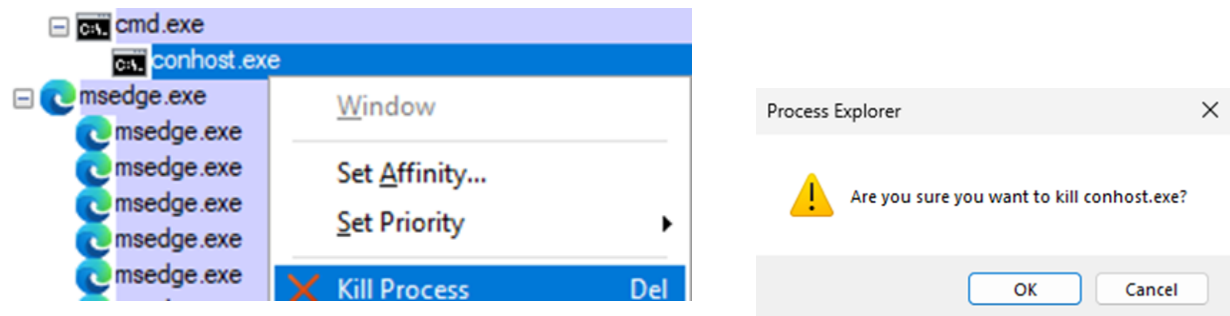 cmd.exe
conhost.exe
msedge.exe
msedge.exe
msedge.exe
msedge.exe
msedge.exe
msedge.exe
Window
Set Affinity...
Set Priority
Kill Process Del
Process Explorer
Are you sure you want to kill conhost.exe?
OK Cancel